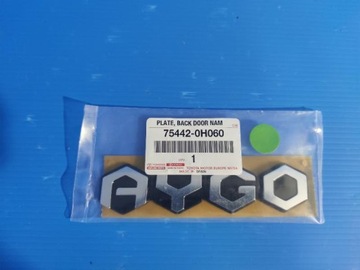 PLATE, BACK DOOR NAM
75442-0H060
1
AYGO